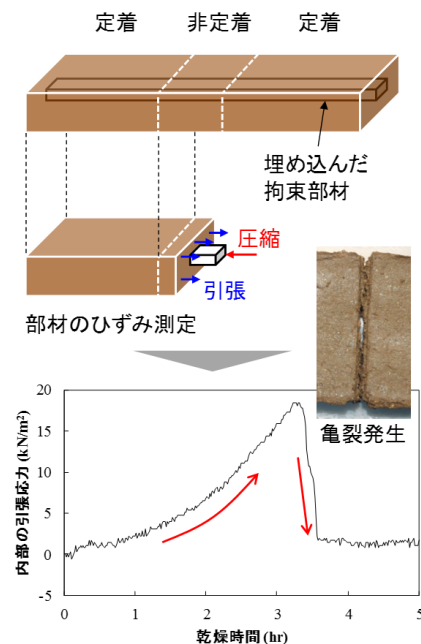 定着 非定着 定着
埋め込んだ
拘束部材
圧縮
引張
部材のひずみ測定
亀裂発生
内部の引張応力 (kN/m²)
20
15
10
5
0
-5
0 1 2 3 4 5
乾燥時間 (hr)